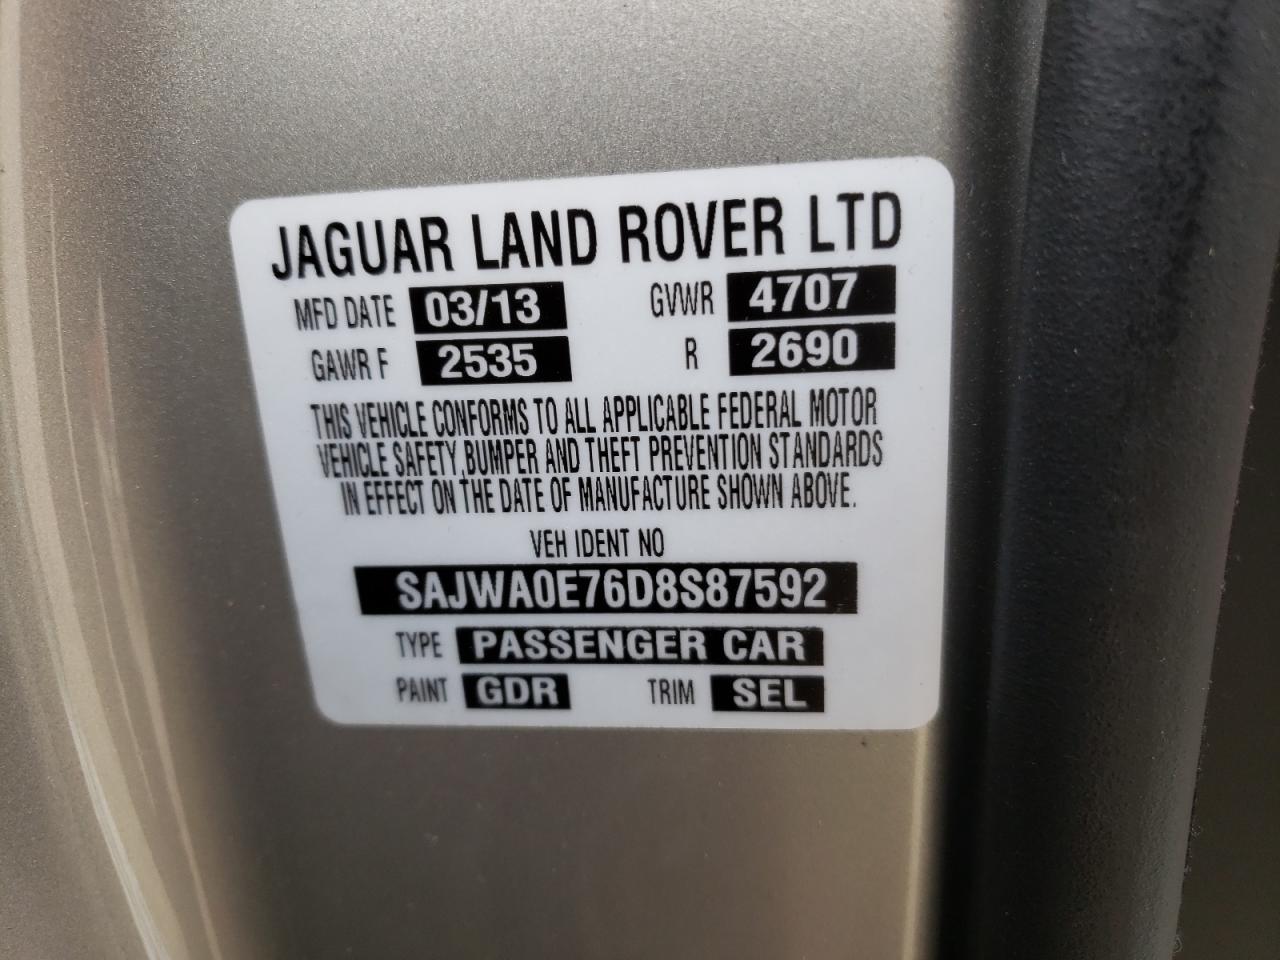 JAGUAR LAND ROVER LTD
MFD DATE 03/13 GVWR 4707
GAWR F 2535 R 2690
THIS VEHICLE CONFORMS TO ALL APPLICABLE FEDERAL MOTOR
VEHICLE SAFETY, BUMPER AND THEFT PREVENTION STANDARDS
IN EFFECT ON THE DATE OF MANUFACTURE SHOWN ABOVE.
VEH IDENT NO
SAJWA0E76D8S87592
TYPE PASSENGER CAR
PAINT GDR TRIM SEL